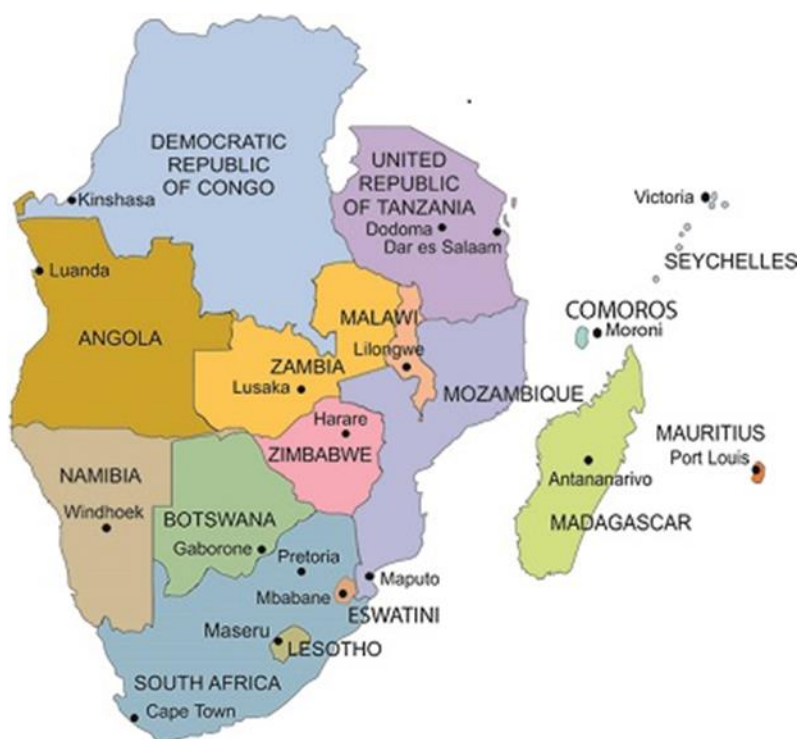 DEMOCRATIC
REPUBLIC
OF CONGO
Kinshasa
UNITED
REPUBLIC
OF TANZANIA
Dodoma
Dar es Salaam
Victoria
SEYCHELLES
Luanda
ANGOLA
MALAWI
Lilongwe
COMOROS
Moroni
ZAMBIA
Lusaka
MOZAMBIQUE
Harare
ZIMBABWE
MAURITIUS
Port Louis
NAMIBIA
Windhoek
Antananarivo
MADAGASCAR
BOTSWANA
Gaborone
Pretoria
Maputo
Mbabane
ESWATINI
Maseru
LESOTHO
SOUTH AFRICA
Cape Town